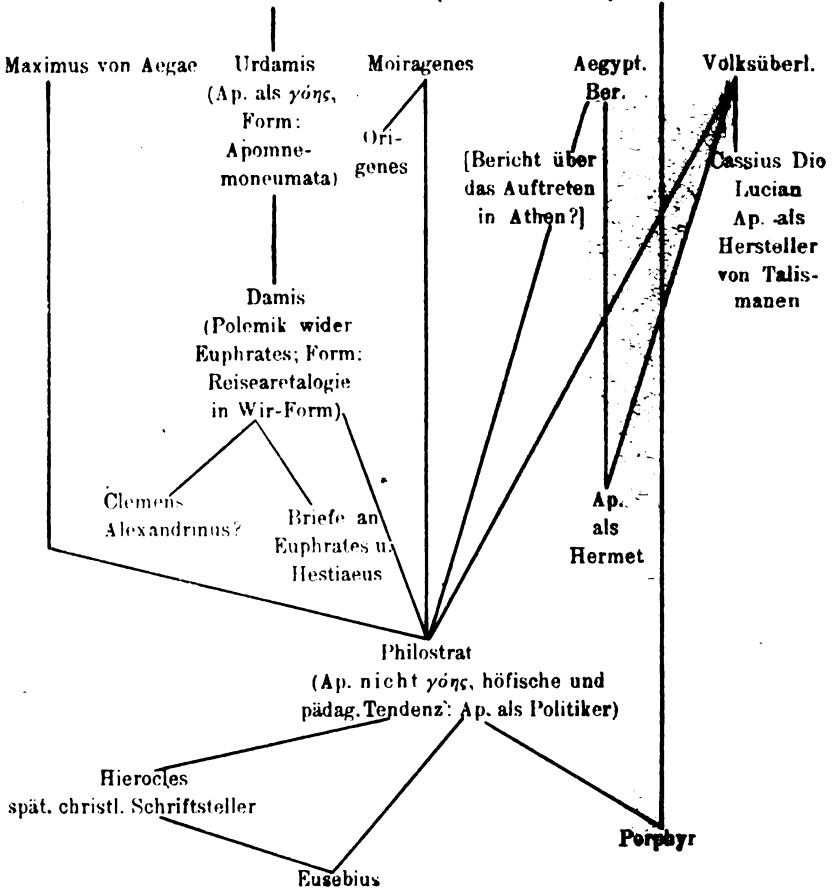 Maximus von Aegae
Urdamis
(Ap. als γόης,
Form:
Apomne-
moneumata)
Moiragenes
Ori-
genes
Aegypt.
Ber.
Volksüberl.
[Bericht über
das Auftreten
in Athen?]
Cassius Dio
Lucian
Ap. als
Hersteller
von Talis-
manen
Damis
(Polemik wider
Euphrates; Form:
Reisearetalogie
in Wir-Form)
Clemens
Alexandrinus?
Briefe an
Euphrates u.
Hestiaeus
Ap.
als
Hermet
Philostrat
(Ap. nicht γόης, höfische und
pädag. Tendenz: Ap. als Politiker)
Hierocles
spät. christl. Schriftsteller
Porphyr
Eusebius